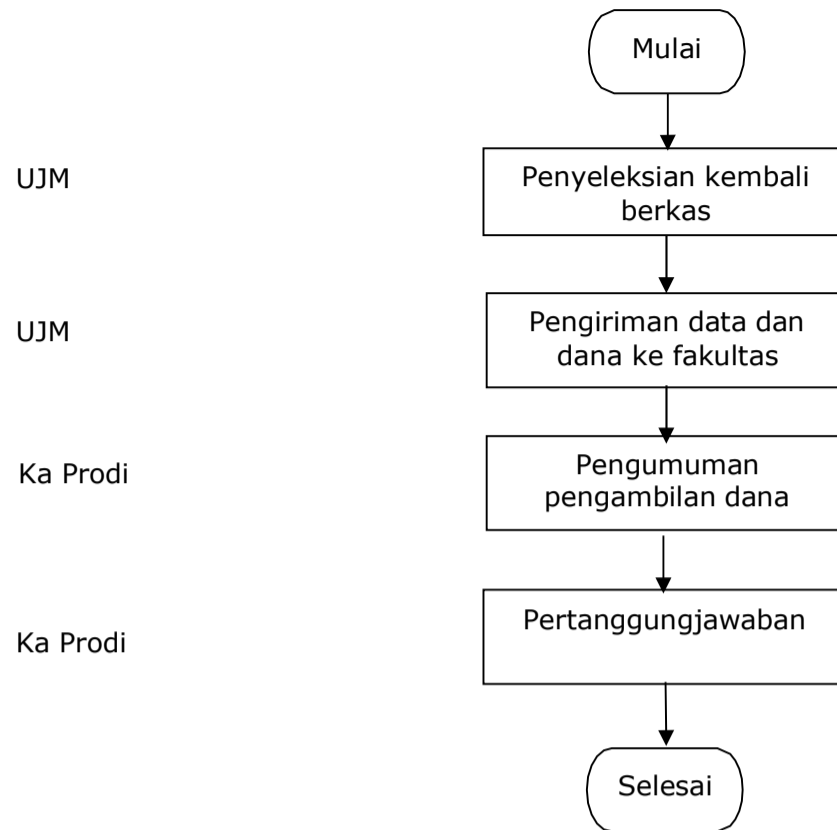 Mulai
UJM
Penyeleksian kembali
berkas
UJM
Pengiriman data dan
dana ke fakultas
Ka Prodi
Pengumuman
pengambilan dana
Ka Prodi
Pertanggungjawaban
Selesai